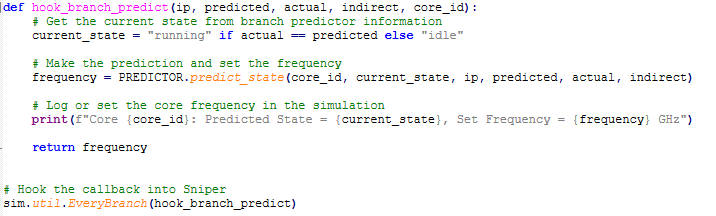 def hook_branch_predict(ip, predicted, actual, indirect, core_id):
    # Get the current state from branch predictor information
    current_state = "running" if actual == predicted else "idle"

    # Make the prediction and set the frequency
    frequency = PREDICTOR.predict_state(core_id, current_state, ip, predicted, actual, indirect)

    # Log or set the core frequency in the simulation
    print(f"Core {core_id}: Predicted State = {current_state}, Set Frequency = {frequency} GHz")

    return frequency


# Hook the callback into Sniper
sim.util.EveryBranch(hook_branch_predict)